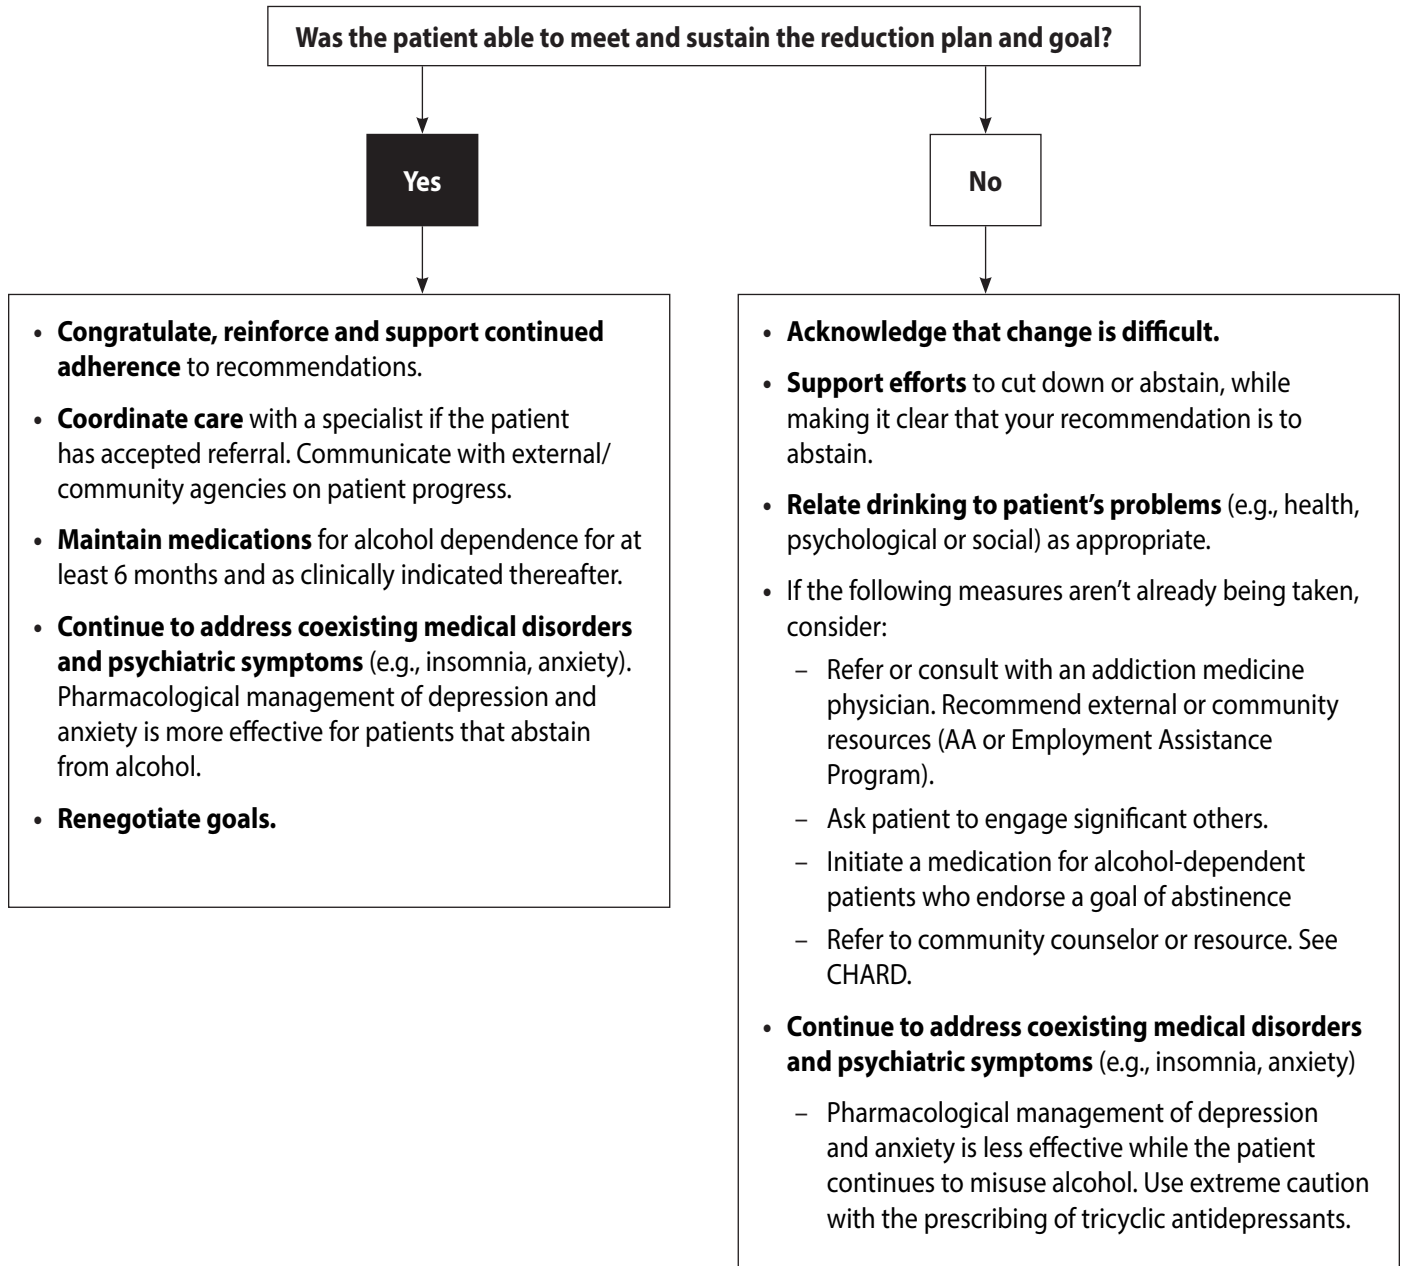 Was the patient able to meet and sustain the reduction plan and goal?
Yes
No
• Congratulate, reinforce and support continued
adherence to recommendations.
• Coordinate care with a specialist if the patient
has accepted referral. Communicate with external/
community agencies on patient progress.
• Maintain medications for alcohol dependence for at
least 6 months and as clinically indicated thereafter.
• Continue to address coexisting medical disorders
and psychiatric symptoms (e.g., insomnia, anxiety).
Pharmacological management of depression and
anxiety is more effective for patients that abstain
from alcohol.
• Renegotiate goals.
• Acknowledge that change is difficult.
• Support efforts to cut down or abstain, while
making it clear that your recommendation is to
abstain.
• Relate drinking to patient's problems (e.g., health,
psychological or social) as appropriate.
• If the following measures aren't already being taken,
consider:
– Refer or consult with an addiction medicine
physician. Recommend external or community
resources (AA or Employment Assistance
Program).
– Ask patient to engage significant others.
– Initiate a medication for alcohol-dependent
patients who endorse a goal of abstinence
– Refer to community counselor or resource. See
CHARD.
• Continue to address coexisting medical disorders
and psychiatric symptoms (e.g., insomnia, anxiety)
– Pharmacological management of depression
and anxiety is less effective while the patient
continues to misuse alcohol. Use extreme caution
with the prescribing of tricyclic antidepressants.